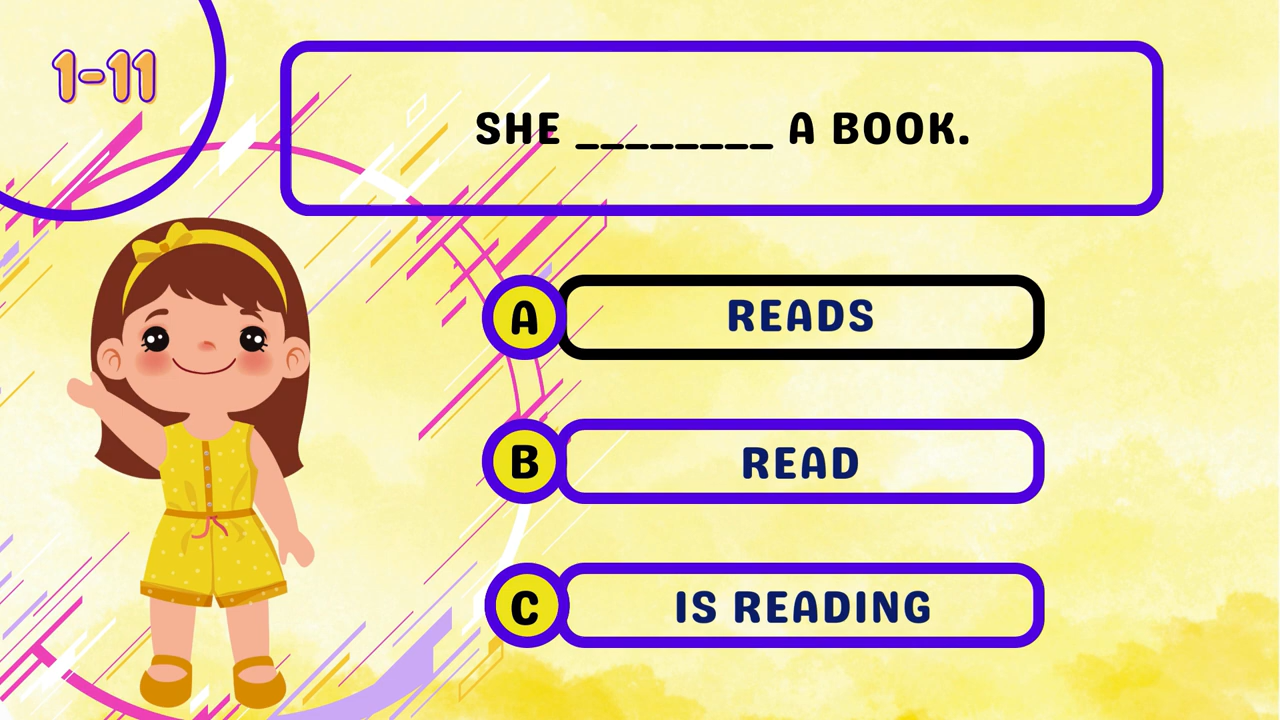 1-11
SHE ________ A BOOK.
A READS
B READ
C IS READING